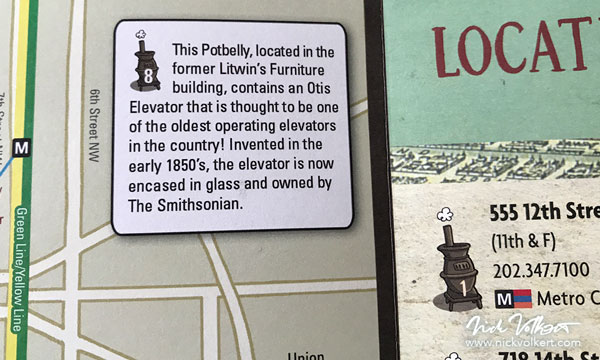 7th Street NW
M
Green Line/Yellow Line
6th Street NW
8
This Potbelly, located in the
former Litwin's Furniture
building, contains an Otis
Elevator that is thought to be one
of the oldest operating elevators
in the country! Invented in the
early 1850's, the elevator is now
encased in glass and owned by
The Smithsonian.
Union
LOCAT
1
555 12th Stre
(11th & F)
202.347.7100
M Metro C
718 14th S
Nick Volkert
www.nickvolkert.com